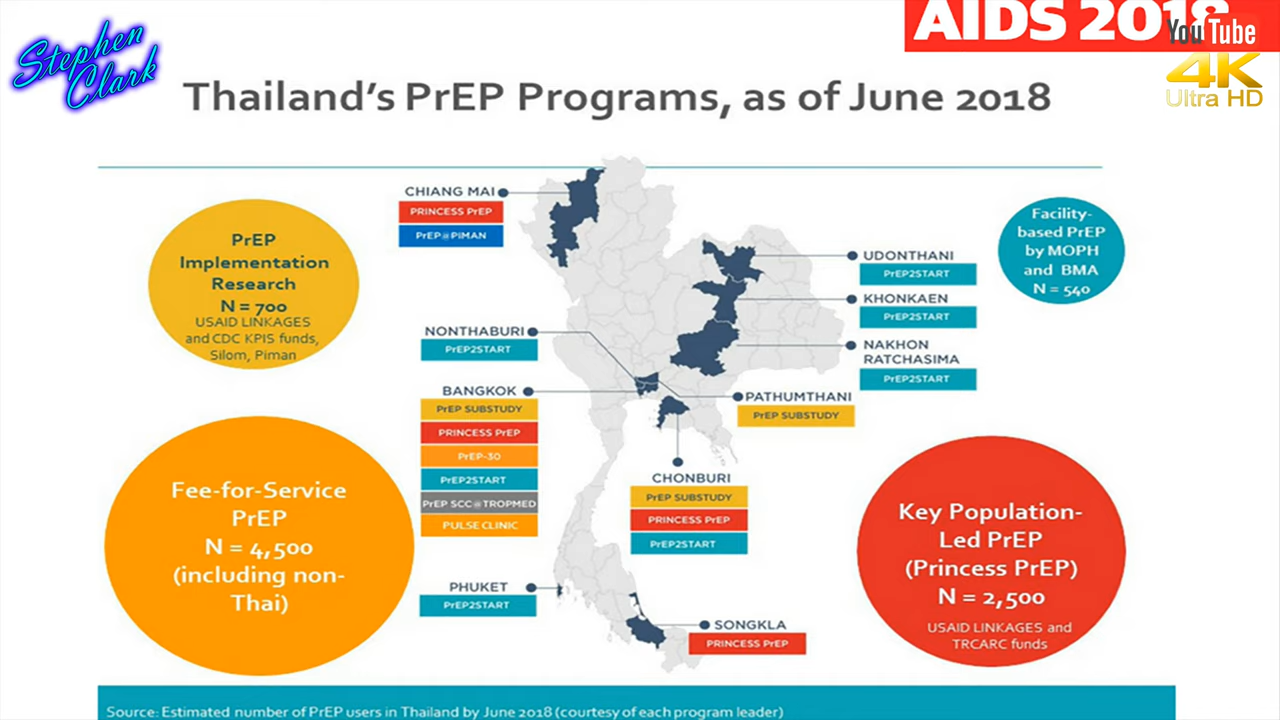 Stephen
Clark
AIDS 2018
YouTube
4K
Ultra HD
Thailand's PrEP Programs, as of June 2018
PrEP
Implementation
Research
N = 700
USAID LINKAGES
and CDC KPIS funds,
Silom, Piman
CHIANG MAI
PRINCESS PrEP
PrEP@PIMAN
Facility-
based PrEP
by MOPH
and BMA
N = 540
UDONTHANI
PrEP2START
KHONKAEN
PrEP2START
NAKHON
RATCHASIMA
PrEP2START
NONTHABURI
PrEP2START
BANGKOK
PrEP SUBSTUDY
PRINCESS PrEP
PrEP-30
PrEP2START
PrEP SCC@TROPMED
PULSE CLINIC
PATHUMTHANI
PrEP SUBSTUDY
CHONBURI
PrEP SUBSTUDY
PRINCESS PrEP
PrEP2START
Fee-for-Service
PrEP
N = 4,500
(including non-
Thai)
Key Population-
Led PrEP
(Princess PrEP)
N = 2,500
USAID LINKAGES and
TRCARC funds
PHUKET
PrEP2START
SONGKLA
PRINCESS PrEP
Source: Estimated number of PrEP users in Thailand by June 2018 (courtesy of each program leader)